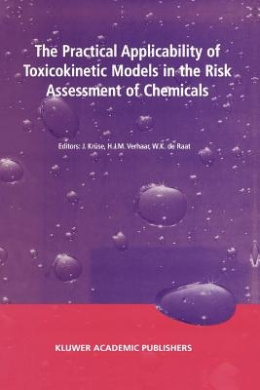 The Practical Applicability of
Toxicokinetic Models in the Risk
Assessment of Chemicals
Editors: J. Krüse, H.J.M. Verhaar, W.K. de Raat
KLUWER ACADEMIC PUBLISHERS